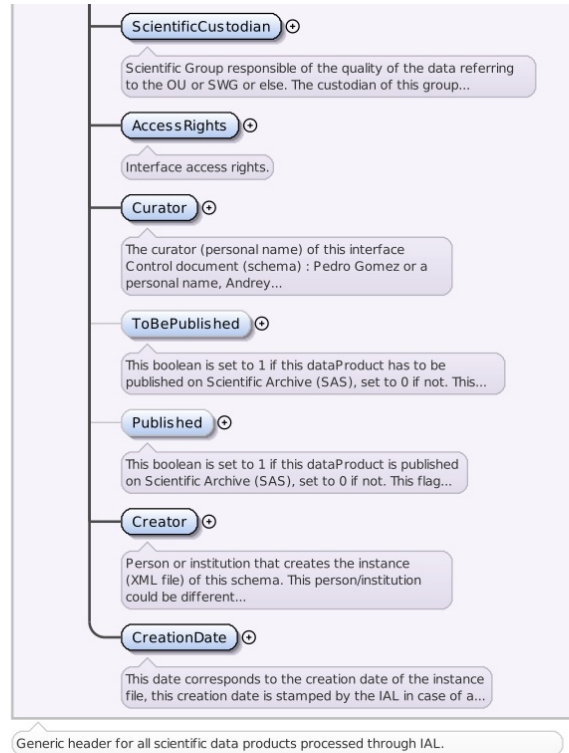 ScientificCustodian
Scientific Group responsible of the quality of the data referring
to the OU or SWG or else. The custodian of this group...
AccessRights
Interface access rights.
Curator
The curator (personal name) of this interface
Control document (schema) : Pedro Gomez or a
personal name, Andrey...
ToBePublished
This boolean is set to 1 if this dataProduct has to be
published on Scientific Archive (SAS), set to 0 if not. This...
Published
This boolean is set to 1 if this dataProduct is published
on Scientific Archive (SAS), set to 0 if not. This flag...
Creator
Person or institution that creates the instance
(XML file) of this schema. This person/institution
could be different...
CreationDate
This date corresponds to the creation date of the instance
file, this creation date is stamped by the IAL in case of a...
Generic header for all scientific data products processed through IAL.